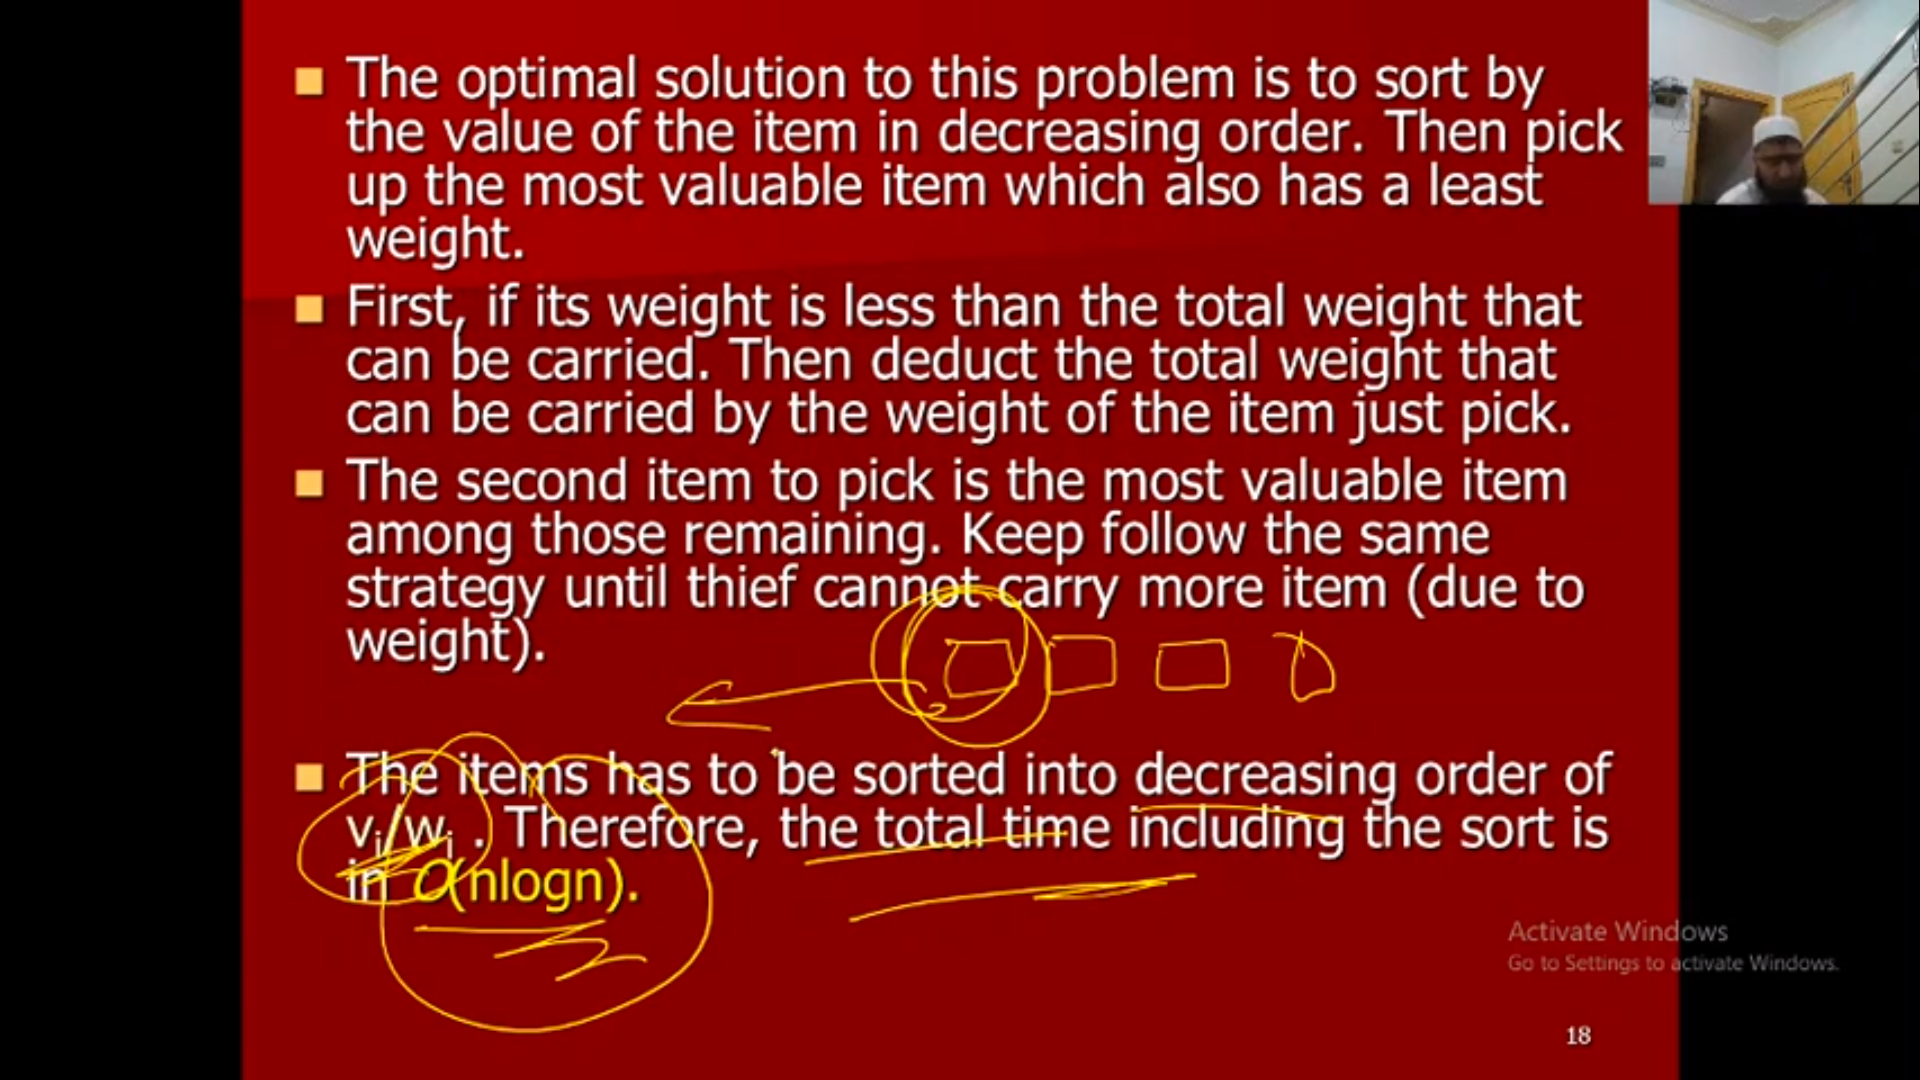 The optimal solution to this problem is to sort by
the value of the item in decreasing order. Then pick
up the most valuable item which also has a least
weight.
First, if its weight is less than the total weight that
can be carried. Then deduct the total weight that
can be carried by the weight of the item just pick.
The second item to pick is the most valuable item
among those remaining. Keep follow the same
strategy until thief cannot carry more item (due to
weight).
The items has to be sorted into decreasing order of
vi/wi . Therefore, the total time including the sort is
in O(nlogn).
Activate Windows
Go to Settings to activate Windows.
18